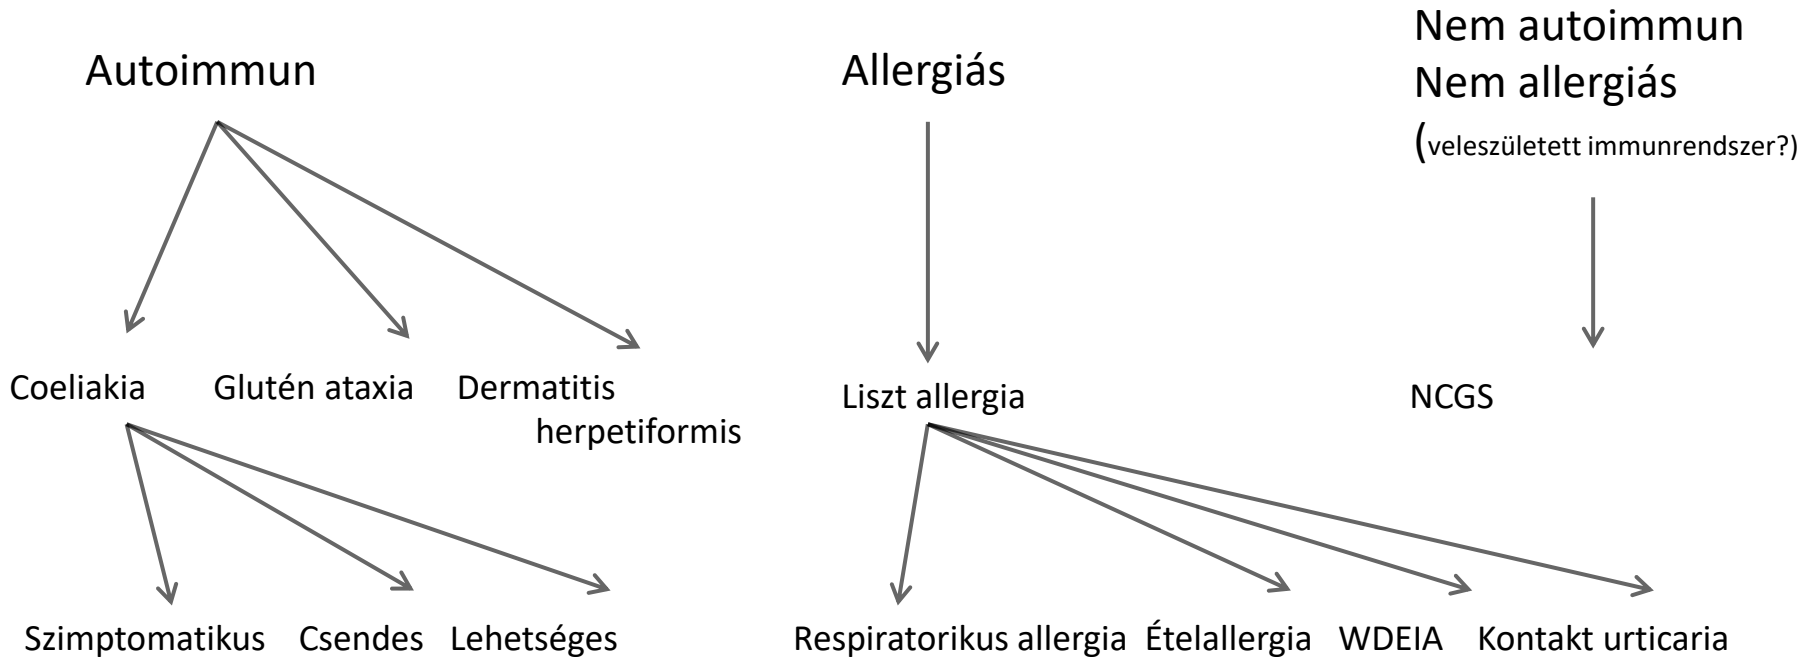 Autoimmun
Allergiás
Nem autoimmun
Nem allergiás
(veleszületett immunrendszer?)
Coeliakia
Glutén ataxia
Dermatitis
herpetiformis
Liszt allergia
NCGS
Szimptomatikus
Csendes
Lehetséges
Respiratorikus allergia
Ételallergia
WDEIA
Kontakt urticaria